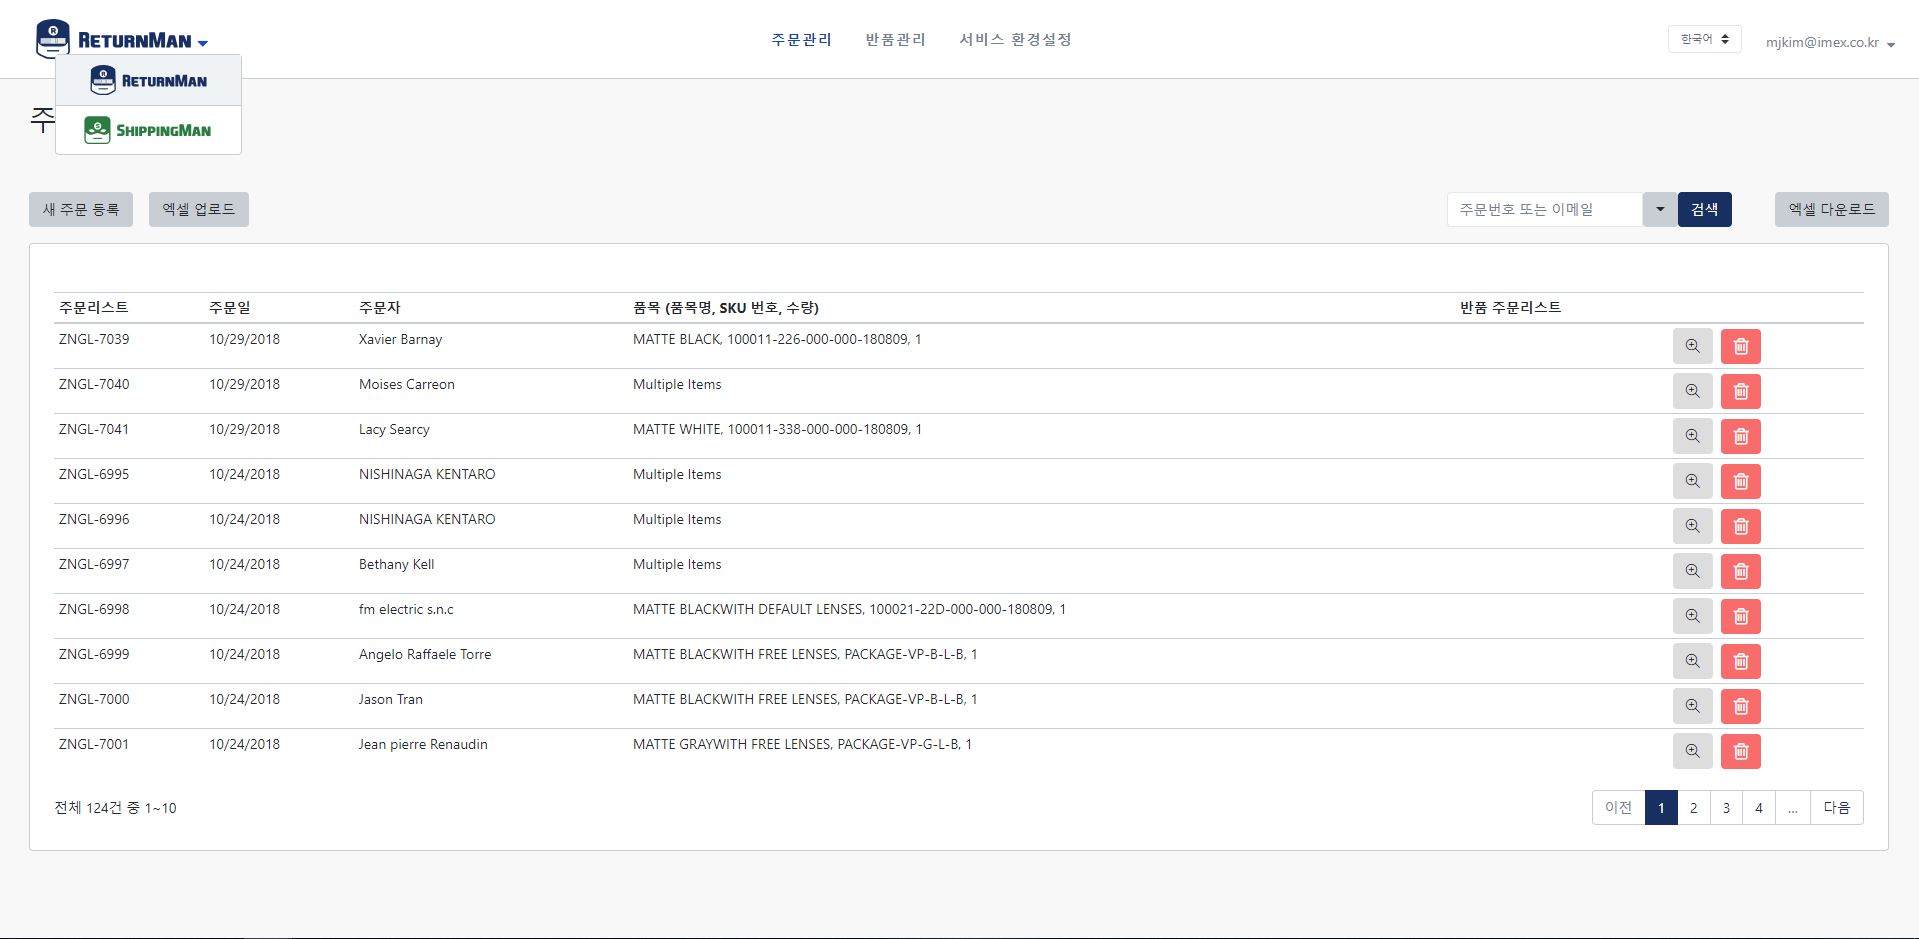 RETURNMAN
주문관리 반품관리 서비스 환경설정
한국어
mjkim@imex.co.kr
RETURNMAN
SHIPPINGMAN
주
새 주문 등록 엑셀 업로드
주문번호 또는 이메일 검색 엑셀 다운로드
주문리스트 주문일 주문자 품목 (품목명, SKU 번호, 수량) 반품 주문리스트
ZNGL-7039 10/29/2018 Xavier Barnay MATTE BLACK, 100011-226-000-000-180809, 1
ZNGL-7040 10/29/2018 Moises Carreon Multiple Items
ZNGL-7041 10/29/2018 Lacy Searcy MATTE WHITE, 100011-338-000-000-180809, 1
ZNGL-6995 10/24/2018 NISHINAGA KENTARO Multiple Items
ZNGL-6996 10/24/2018 NISHINAGA KENTARO Multiple Items
ZNGL-6997 10/24/2018 Bethany Kell Multiple Items
ZNGL-6998 10/24/2018 fm electric s.n.c MATTE BLACKWITH DEFAULT LENSES, 100021-22D-000-000-180809, 1
ZNGL-6999 10/24/2018 Angelo Raffaele Torre MATTE BLACKWITH FREE LENSES, PACKAGE-VP-B-L-B, 1
ZNGL-7000 10/24/2018 Jason Tran MATTE BLACKWITH FREE LENSES, PACKAGE-VP-B-L-B, 1
ZNGL-7001 10/24/2018 Jean pierre Renaudin MATTE GRAYWITH FREE LENSES, PACKAGE-VP-G-L-B, 1
전체 124건 중 1~10
이전 1 2 3 4 ... 다음